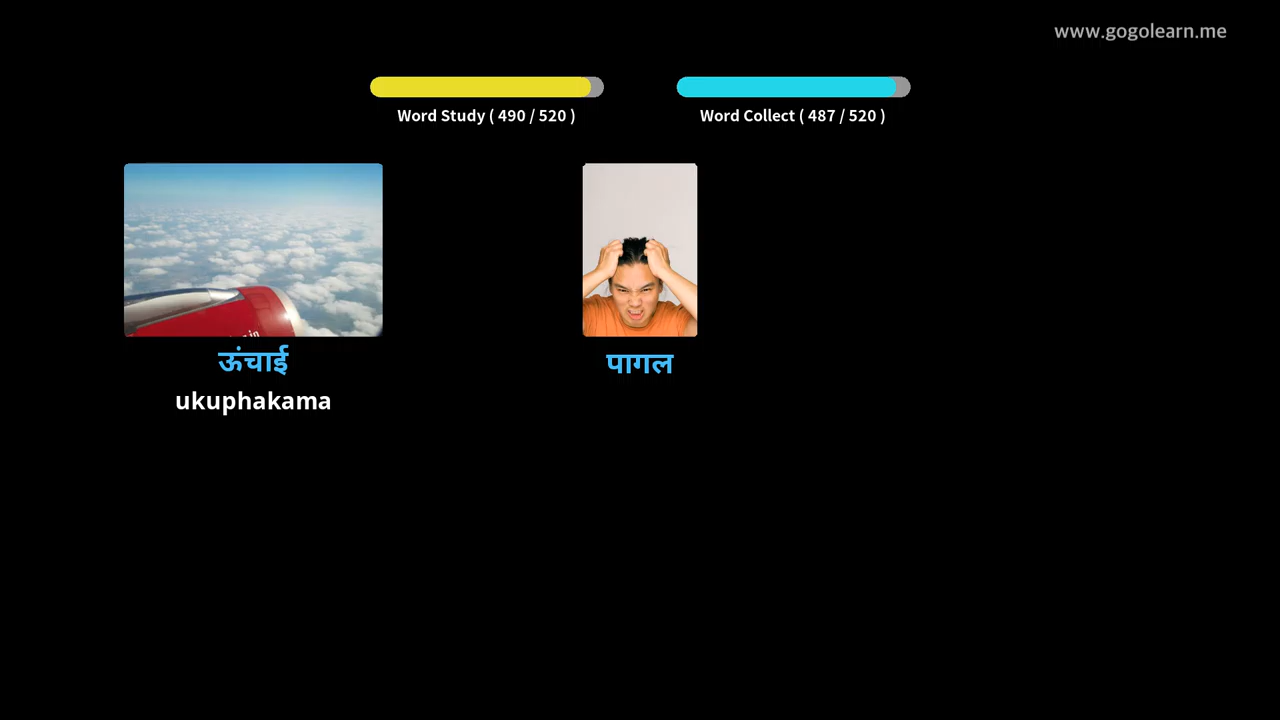 www.gogolearn.me
Word Study ( 490 / 520 )
Word Collect ( 487 / 520 )
ऊंचाई
पागल
ukuphakama